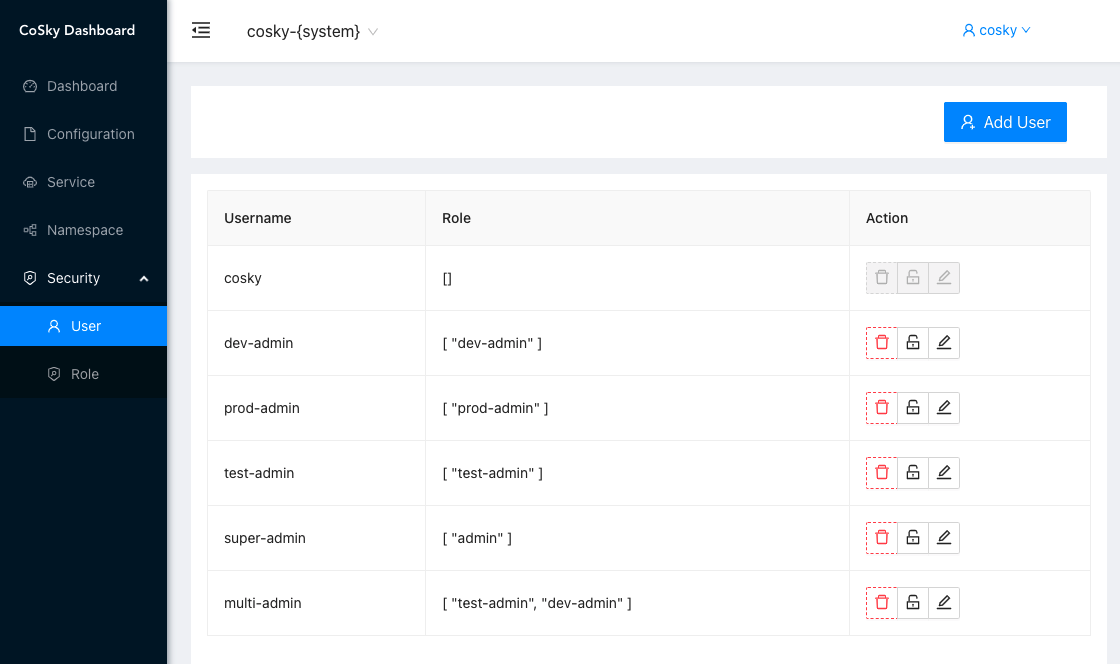 CoSky Dashboard
cosky-{system}
cosky
Dashboard
Configuration
Service
Namespace
Security
User
Role
Add User
Username Role Action
cosky []
dev-admin [ "dev-admin" ]
prod-admin [ "prod-admin" ]
test-admin [ "test-admin" ]
super-admin [ "admin" ]
multi-admin [ "test-admin", "dev-admin" ]